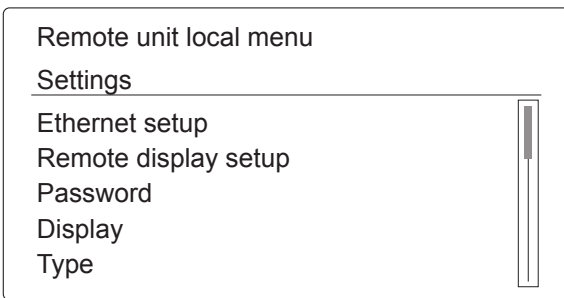 Remote unit local menu
Settings
Ethernet setup
Remote display setup
Password
Display
Type